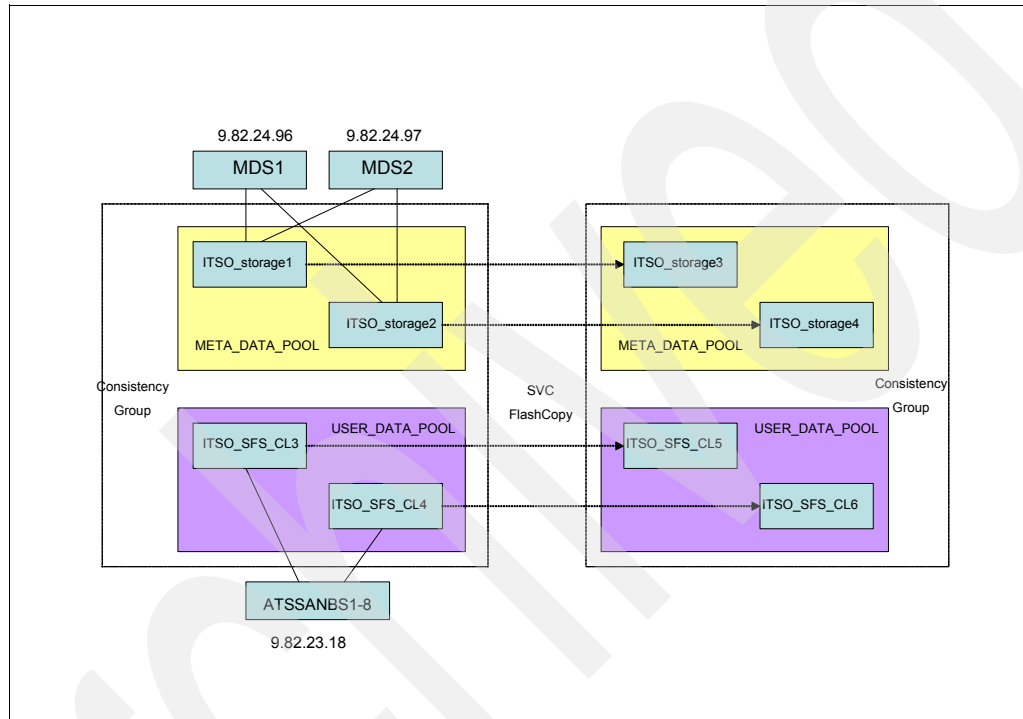 9.82.24.96
9.82.24.97
MDS1
MDS2
ITSO_storage1
ITSO_storage3
ITSO_storage2
ITSO_storage4
META_DATA_POOL
META_DATA_POOL
Consistency
Group
SVC
FlashCopy
Consistency
Group
USER_DATA_POOL
USER_DATA_POOL
ITSO_SFS_CL3
ITSO_SFS_CL5
ITSO_SFS_CL4
ITSO_SFS_CL6
ATSSANBS1-8
9.82.23.18